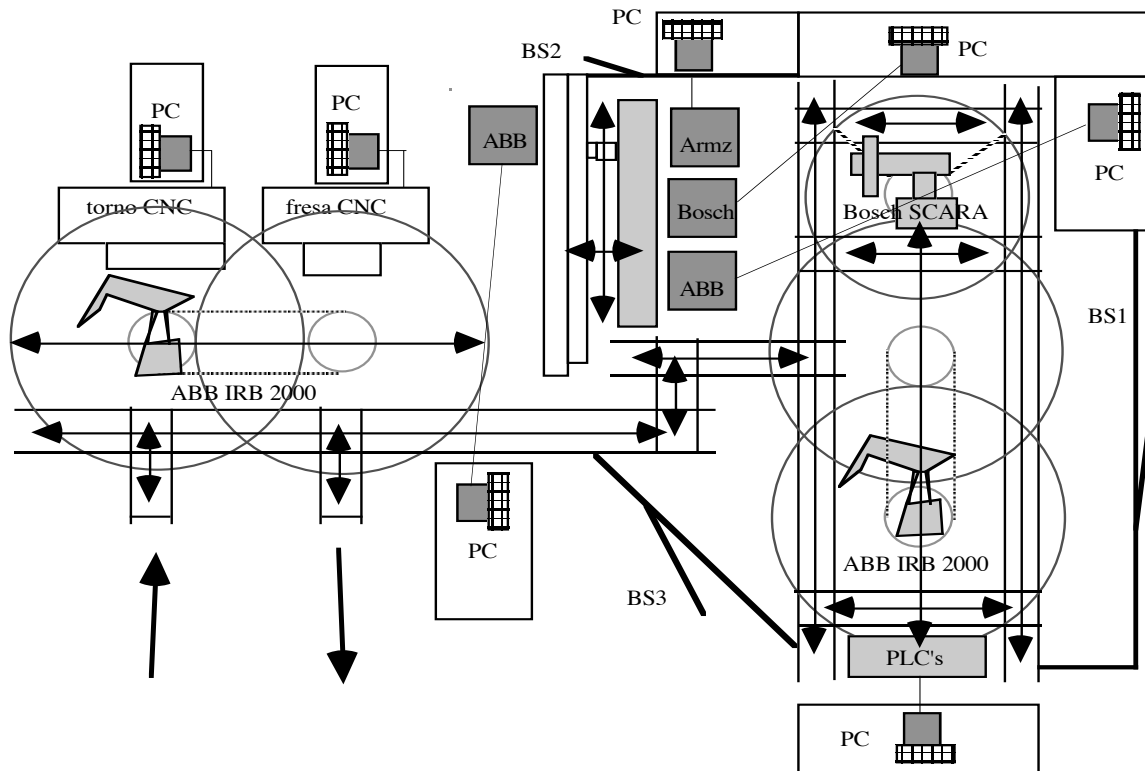 PC
PC
BS2
PC
PC
ABB
Armz
PC
torno CNC
fresa CNC
Bosch
Bosch SCARA
ABB
BS1
ABB IRB 2000
PC
ABB IRB 2000
BS3
PLC's
PC